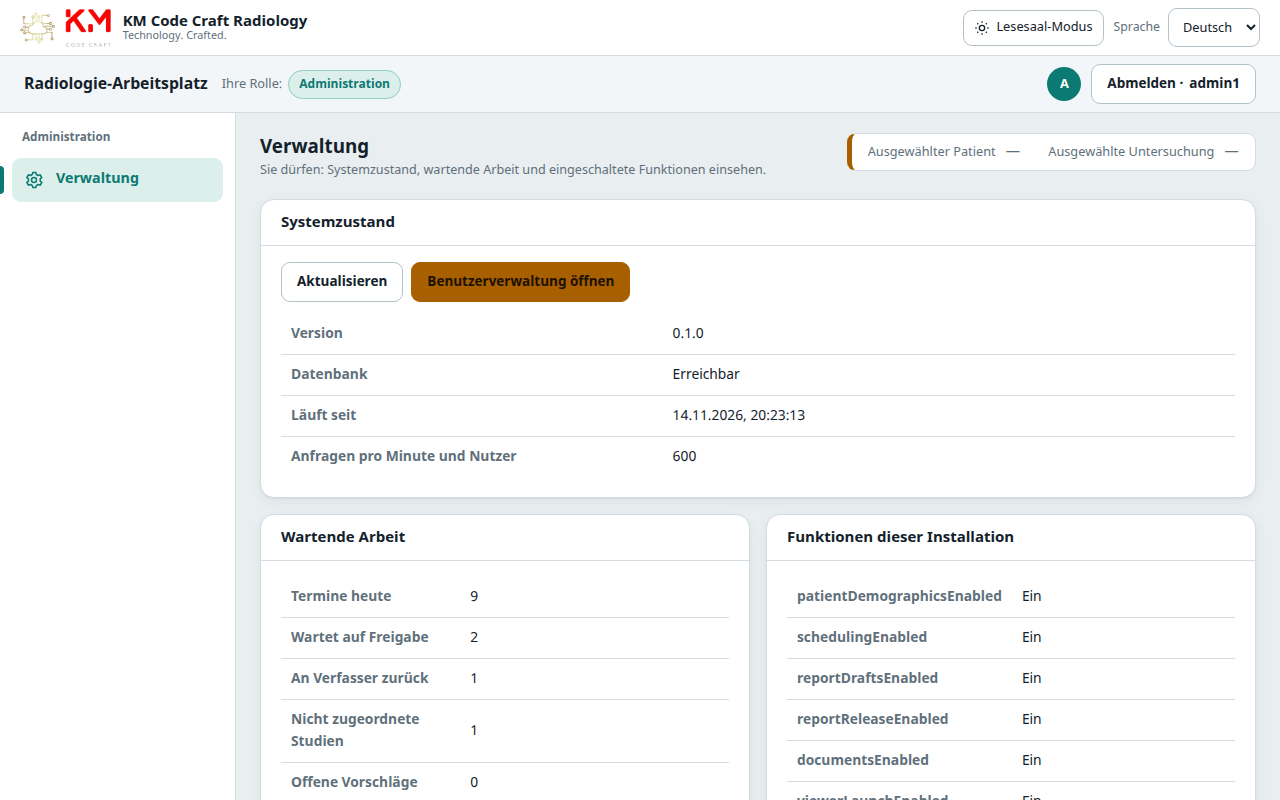 KM
CODE CRAFT
KM Code Craft Radiology
Technology. Crafted.
Lesesaal-Modus
Sprache
Deutsch
Radiologie-Arbeitsplatz
Ihre Rolle:
Administration
A
Abmelden · admin1
Administration
Verwaltung
Verwaltung
Sie dürfen: Systemzustand, wartende Arbeit und eingeschaltete Funktionen einsehen.
Ausgewählter Patient —
Ausgewählte Untersuchung —
Systemzustand
Aktualisieren
Benutzerverwaltung öffnen
Version 0.1.0
Datenbank Erreichbar
Läuft seit 14.11.2026, 20:23:13
Anfragen pro Minute und Nutzer 600
Wartende Arbeit
Termine heute 9
Wartet auf Freigabe 2
An Verfasser zurück 1
Nicht zugeordnete
Studien 1
Offene Vorschläge 0
Funktionen dieser Installation
patientDemographicsEnabled Ein
schedulingEnabled Ein
reportDraftsEnabled Ein
reportReleaseEnabled Ein
documentsEnabled Ein
viewerLaunchEnabled Ein